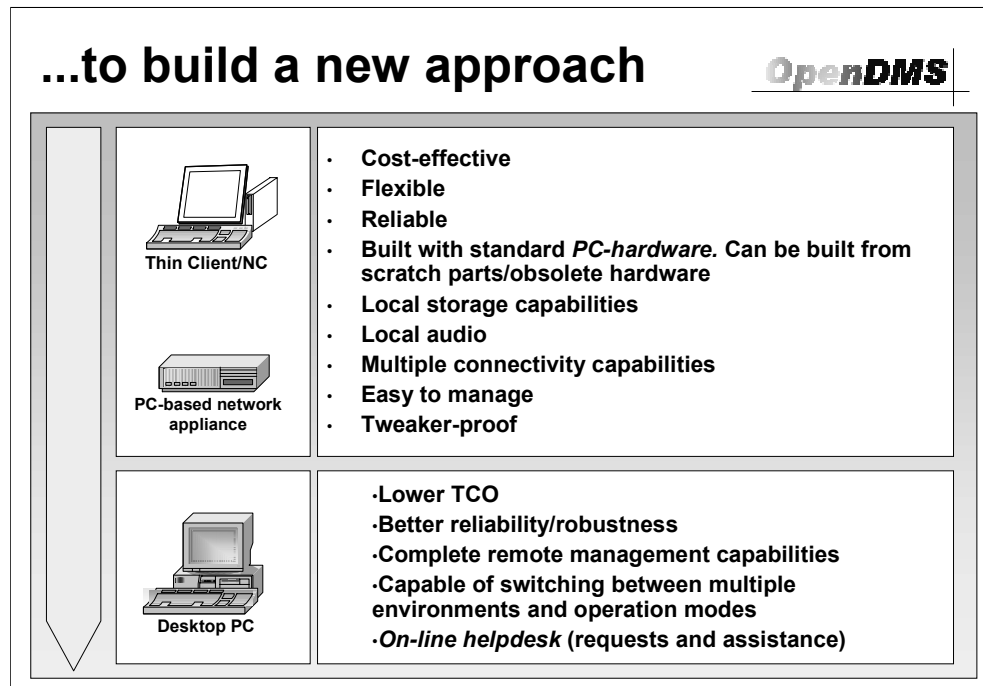 ...to build a new approach
OpenDMS
Thin Client/NC
PC-based network
appliance
• Cost-effective
• Flexible
• Reliable
• Built with standard PC-hardware. Can be built from
scratch parts/obsolete hardware
• Local storage capabilities
• Local audio
• Multiple connectivity capabilities
• Easy to manage
• Tweaker-proof
Desktop PC
•Lower TCO
•Better reliability/robustness
•Complete remote management capabilities
•Capable of switching between multiple
environments and operation modes
•On-line helpdesk (requests and assistance)